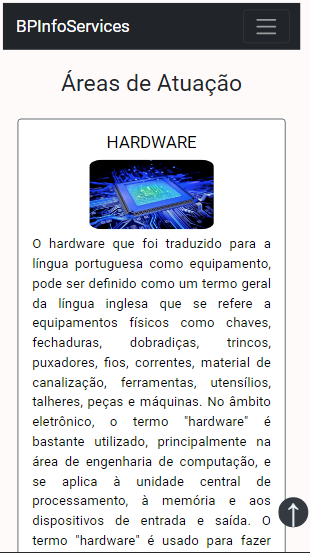 BPInfoServices
Áreas de Atuação
HARDWARE
O hardware que foi traduzido para a
língua portuguesa como equipamento,
pode ser definido como um termo geral
da língua inglesa que se refere a
equipamentos físicos como chaves,
fechaduras, dobradiças, trincos,
puxadores, fios, correntes, material de
canalização, ferramentas, utensílios,
talheres, peças e máquinas. No âmbito
eletrônico, o termo "hardware" é
bastante utilizado, principalmente na
área de engenharia de computação, e
se aplica à unidade central de
processamento, à memória e aos
dispositivos de entrada e saída. O
termo "hardware" é usado para fazer